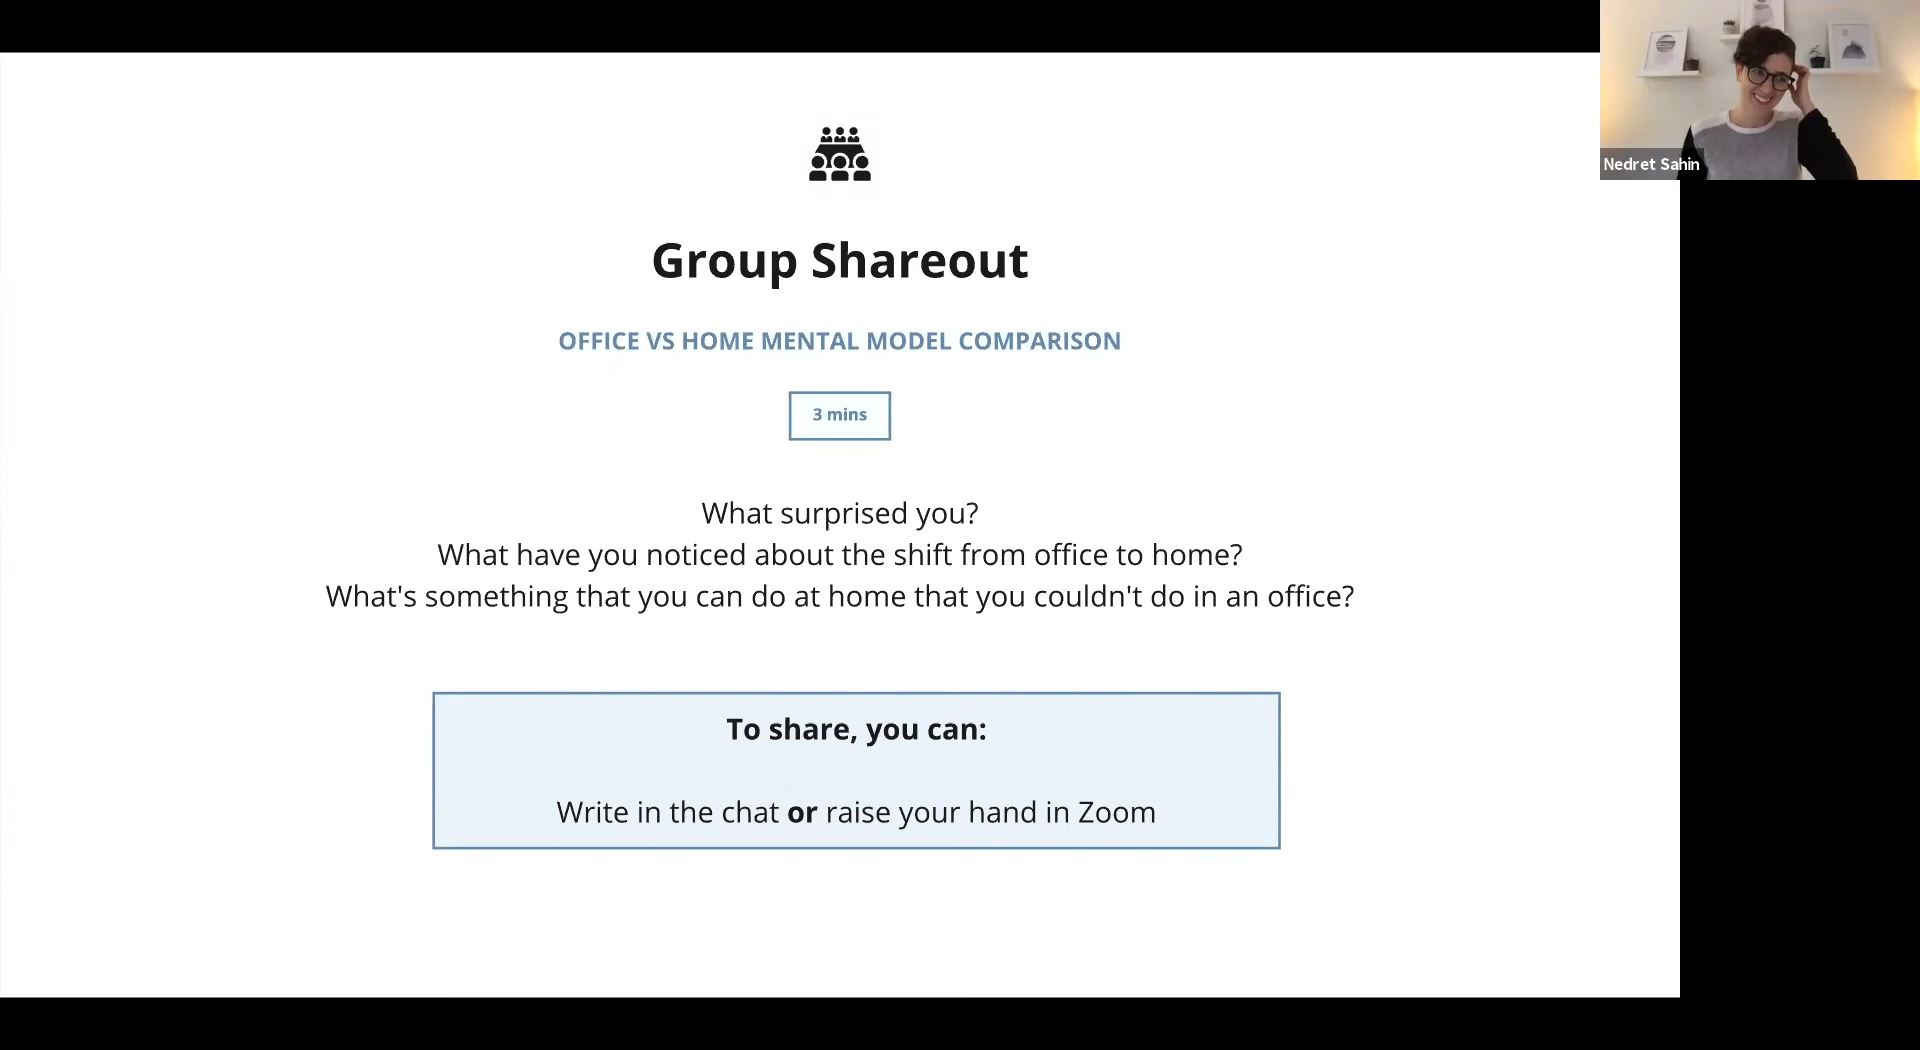 Nedret Sahin
Group Shareout
OFFICE VS HOME MENTAL MODEL COMPARISON
3 mins
What surprised you?
What have you noticed about the shift from office to home?
What's something that you can do at home that you couldn't do in an office?
To share, you can:
Write in the chat or raise your hand in Zoom